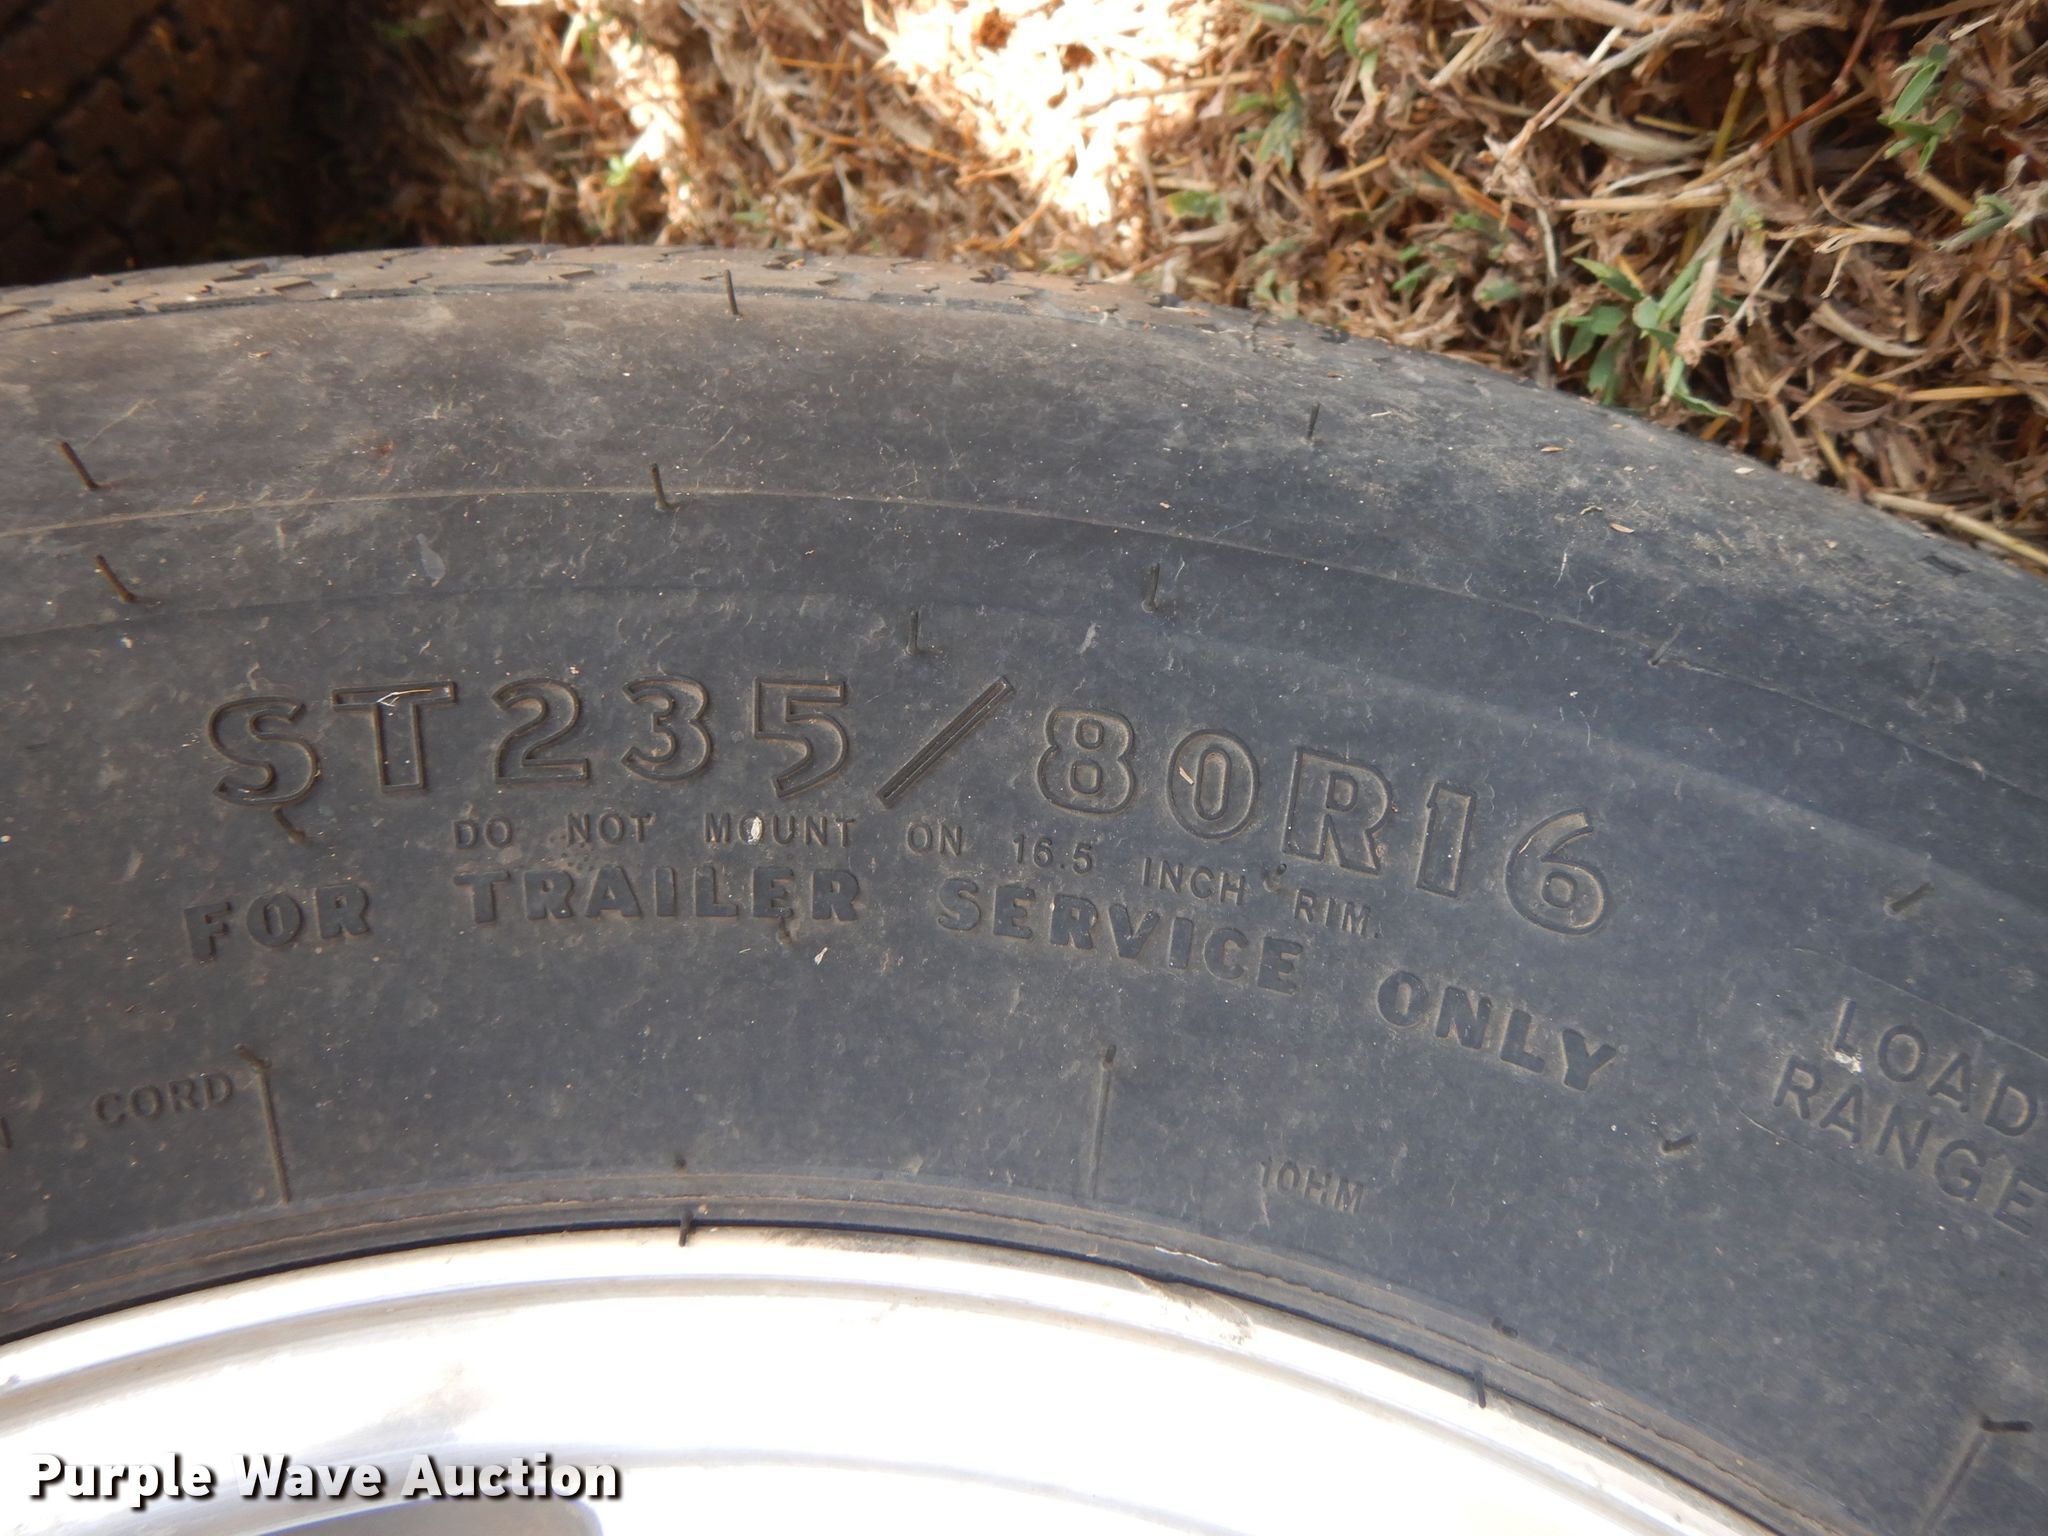 ST235/80R16
DO NOT MOUNT ON 16.5 INCH RIM.
FOR TRAILER SERVICE ONLY
LOAD
RANGE
CORD
10HM
Purple Wave Auction